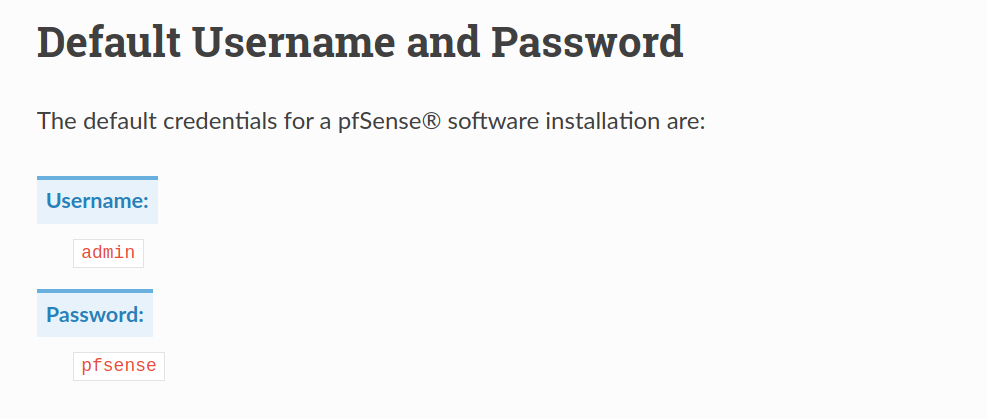 Default Username and Password
The default credentials for a pfSense® software installation are:
Username:
admin
Password:
pfsense